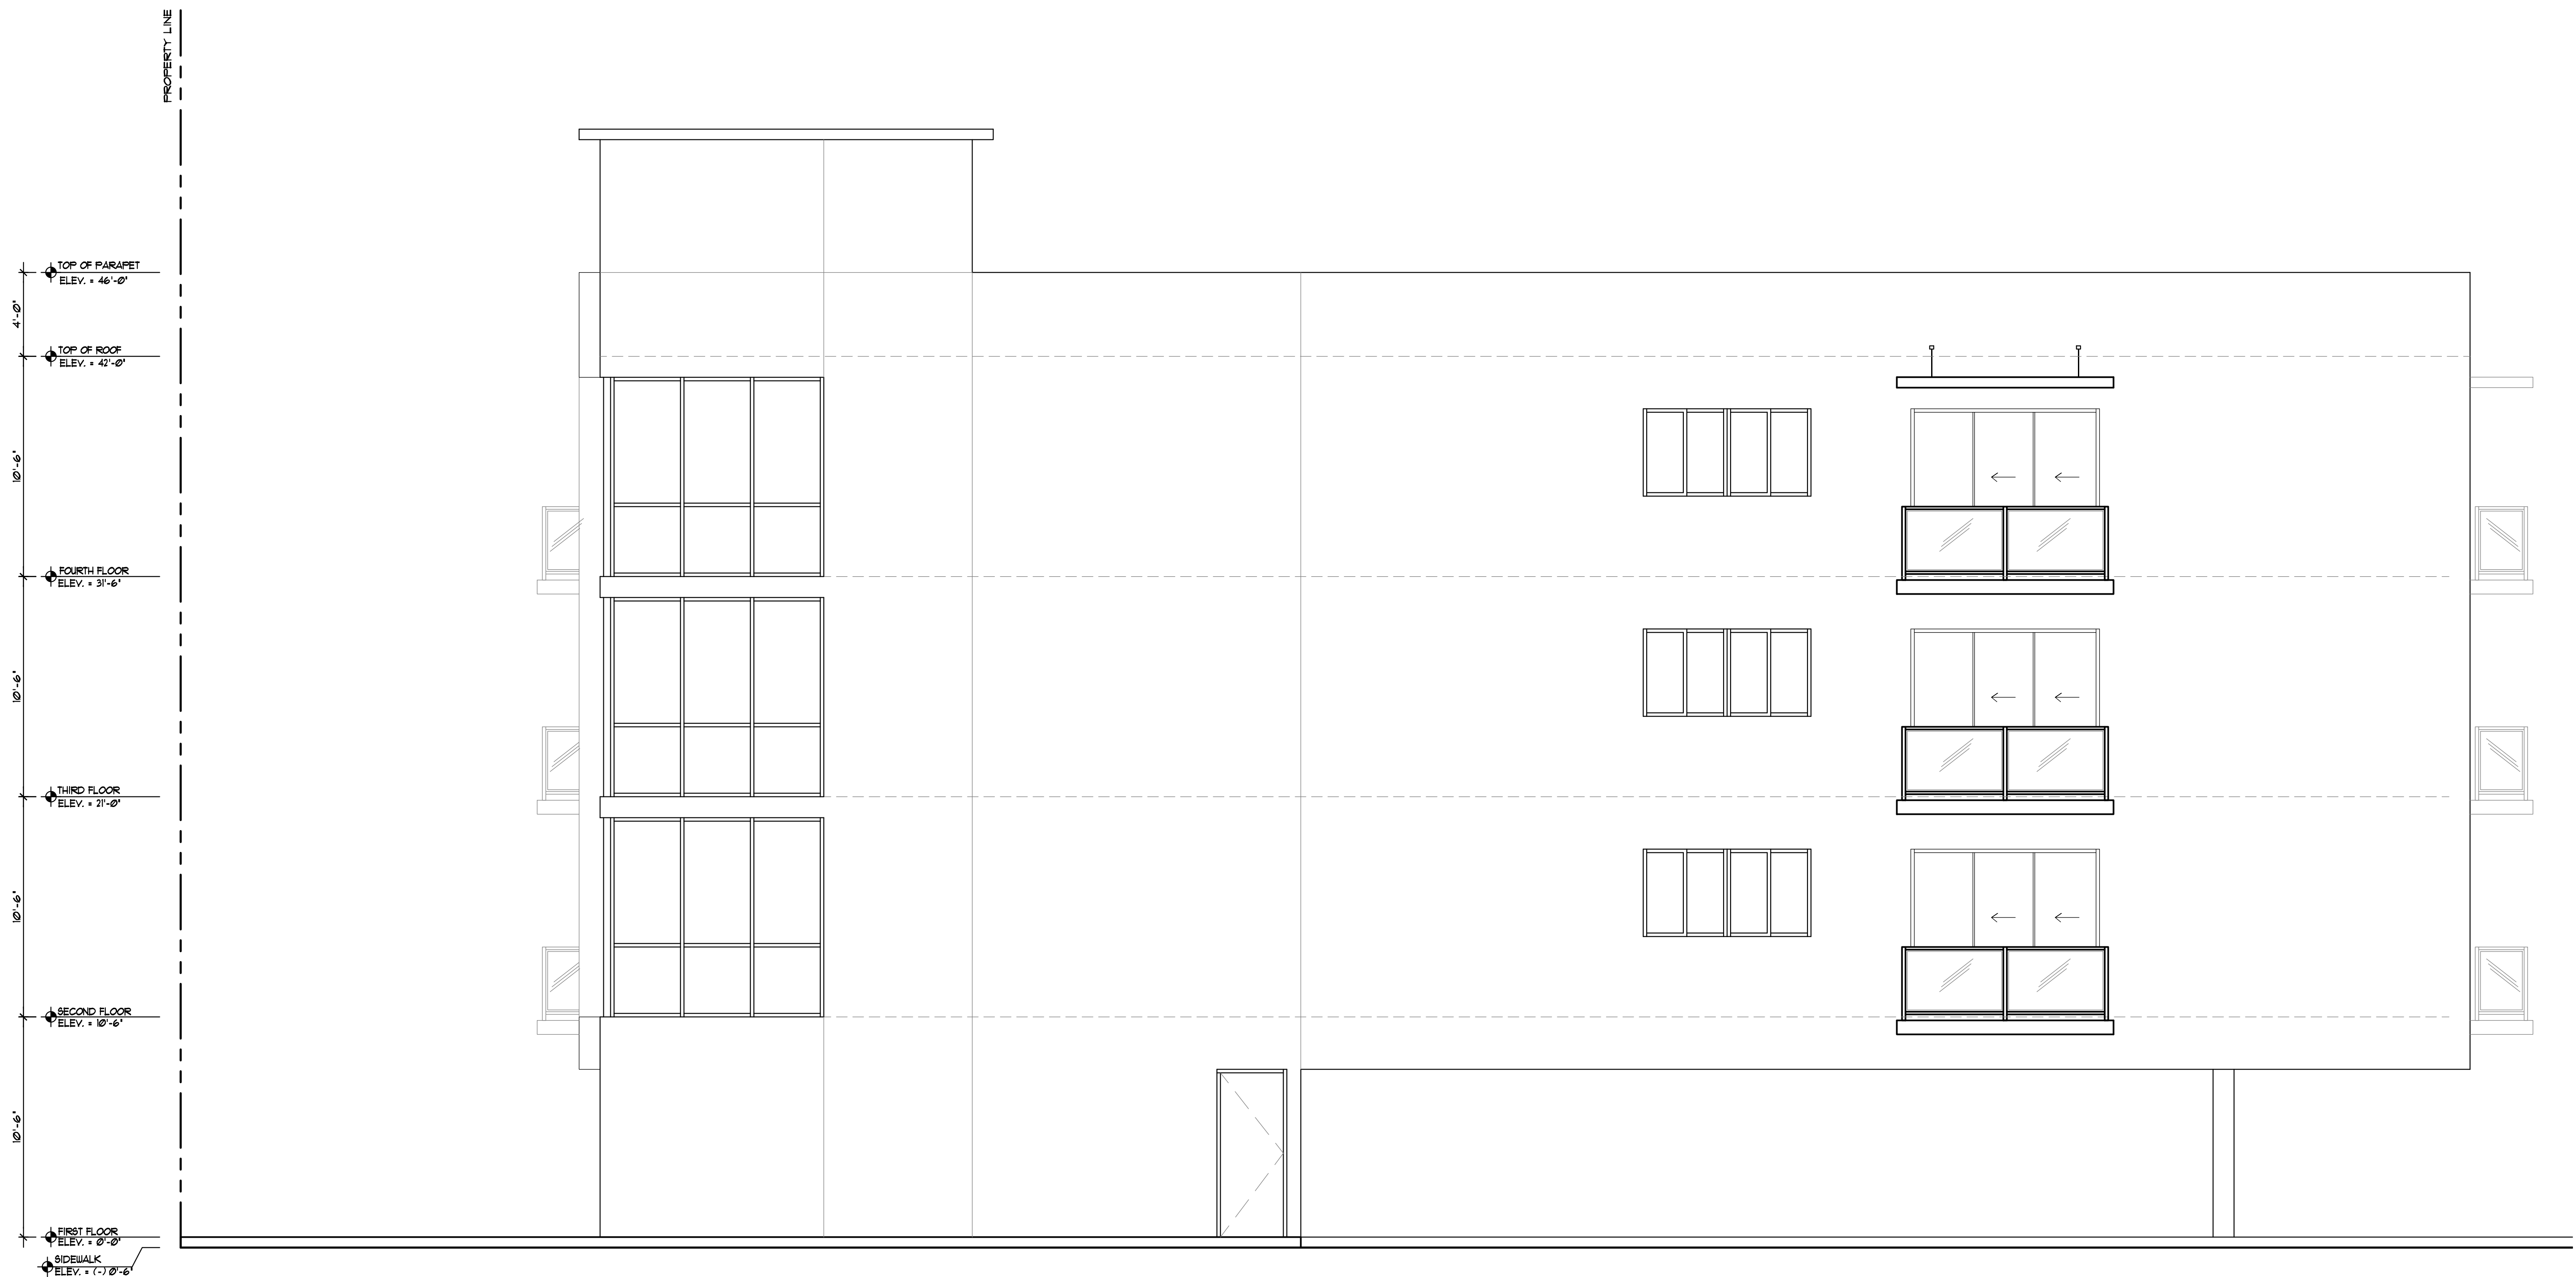 PROPERTY LINE
TOP OF PARAPET
ELEV. = 46'-0"
4'-0"
TOP OF ROOF
ELEV. = 42'-0"
10'-6"
FOURTH FLOOR
ELEV. = 31'-6"
10'-6"
THIRD FLOOR
ELEV. = 21'-0"
10'-6"
SECOND FLOOR
ELEV. = 10'-6"
10'-6"
FIRST FLOOR
ELEV. = 0'-0"
SIDEWALK
ELEV. = (-) 0'-6"